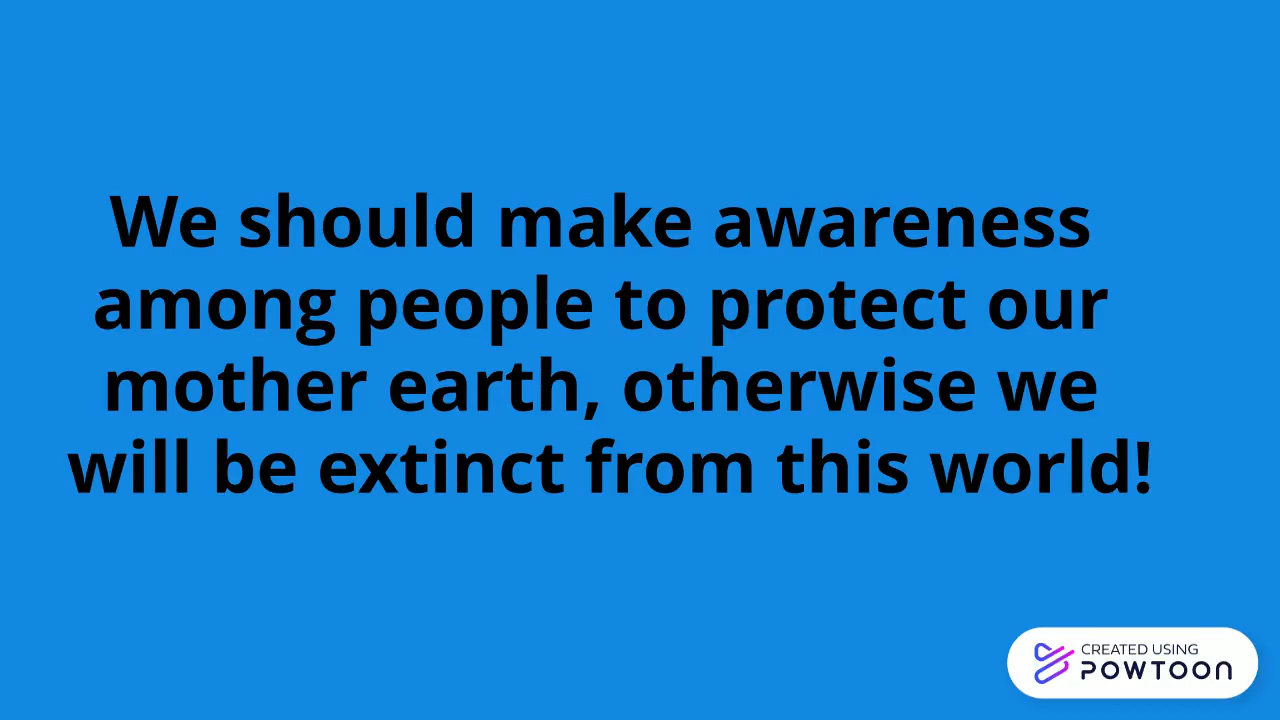 We should make awareness
among people to protect our
mother earth, otherwise we
will be extinct from this world!
CREATED USING
POWTOON